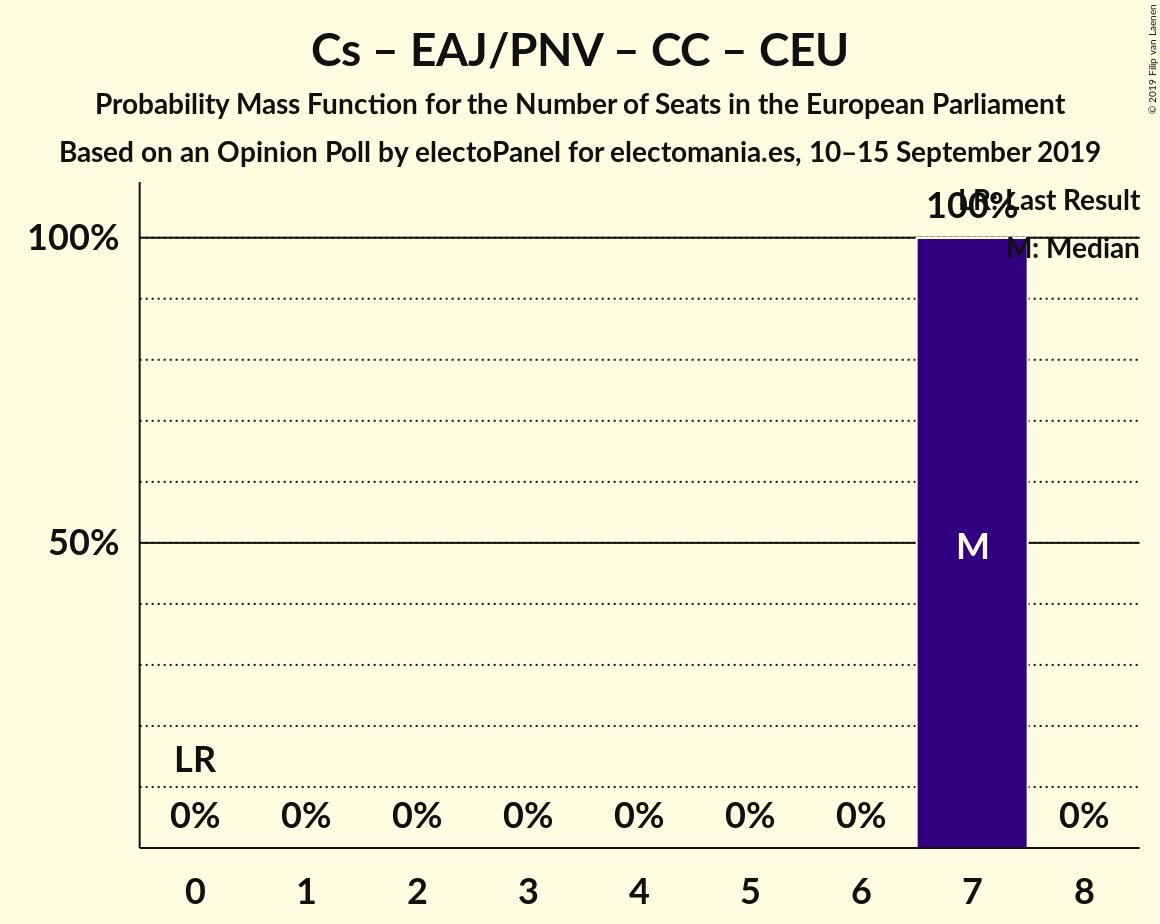 Cs – EAJ/PNV – CC – CEU
Probability Mass Function for the Number of Seats in the European Parliament
Based on an Opinion Poll by electoPanel for electomania.es, 10–15 September 2019
© 2019 Filip van Laenen
LR: Last Result
M: Median
100%
100%
50%
M
LR
0% 0% 0% 0% 0% 0% 0% 0%
0 1 2 3 4 5 6 7 8